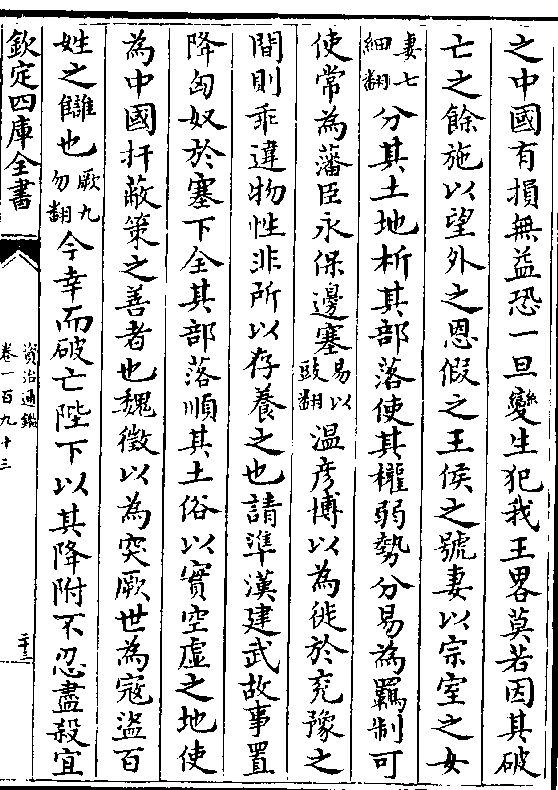 之中國有損無益恐一旦變生犯我王畧莫若因其破
亡之餘施以望外之恩假之王侯之號妻以宗室之女
妻七細翻分其土地析其部落使其權弱勢分易為羈制可
使常為藩臣永保邊塞易以豉翻溫彥博以為徙於兖豫之
間則乖違物性非所以存養之也請準漢建武故事置
降匈奴於塞下全其部落順其土俗以實空虛之地使
為中國扞蔽策之善者也魏徵以為突厥世為寇盜百
姓之讎也厥九勿翻今幸而破亡陛下以其降附不忍盡殺宜
欽定四庫全書
資治通鑑
卷一百九十三
二十三